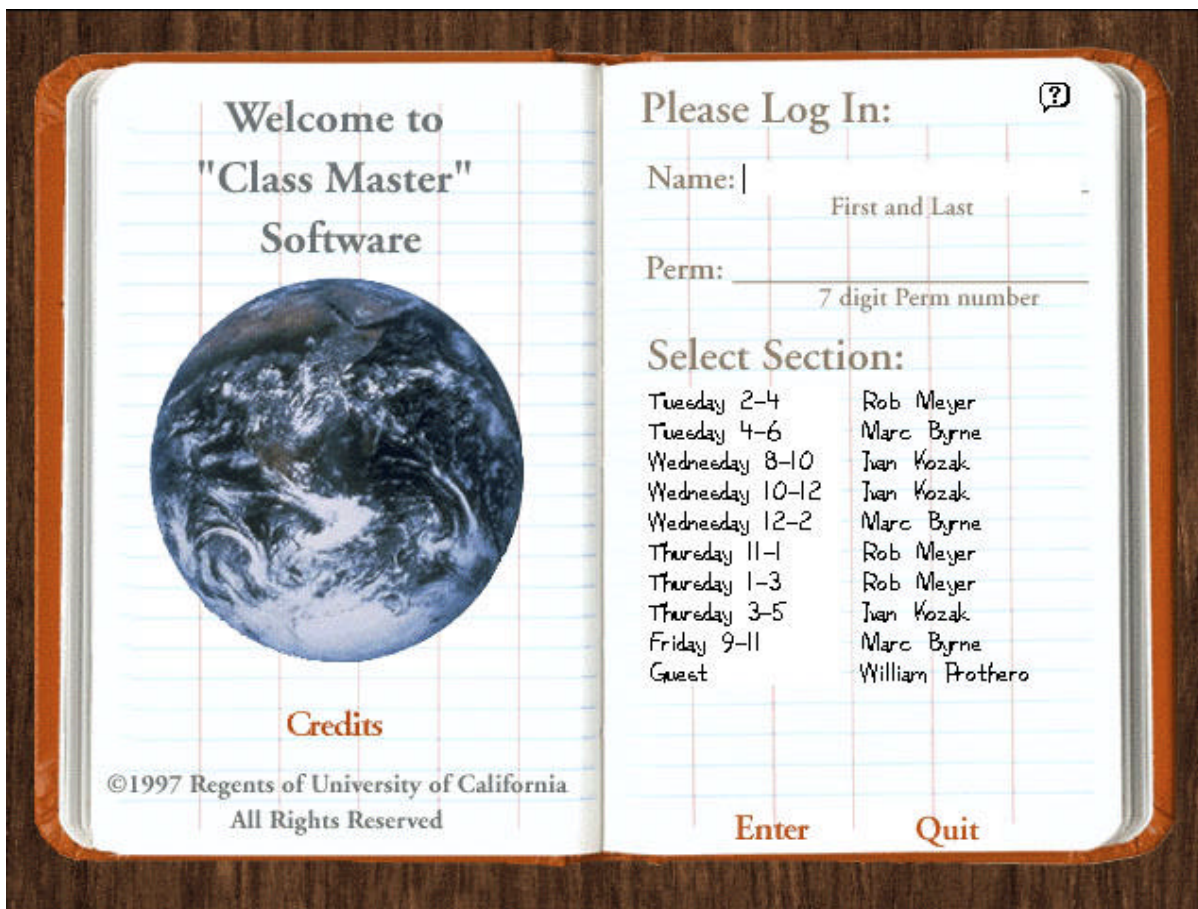 Welcome to
"Class Master"
Software
Credits
©1997 Regents of University of California
All Rights Reserved
Please Log In:
?
Name:
First and Last
Perm:
7 digit Perm number
Select Section:
Tuesday 2-4 Rob Meyer
Tuesday 4-6 Marc Byrne
Wednesday 8-10 Ivan Kozak
Wednesday 10-12 Ivan Kozak
Wednesday 12-2 Marc Byrne
Thursday 11-1 Rob Meyer
Thursday 1-3 Rob Meyer
Thursday 3-5 Ivan Kozak
Friday 9-11 Marc Byrne
Guest William Prothero
Enter Quit